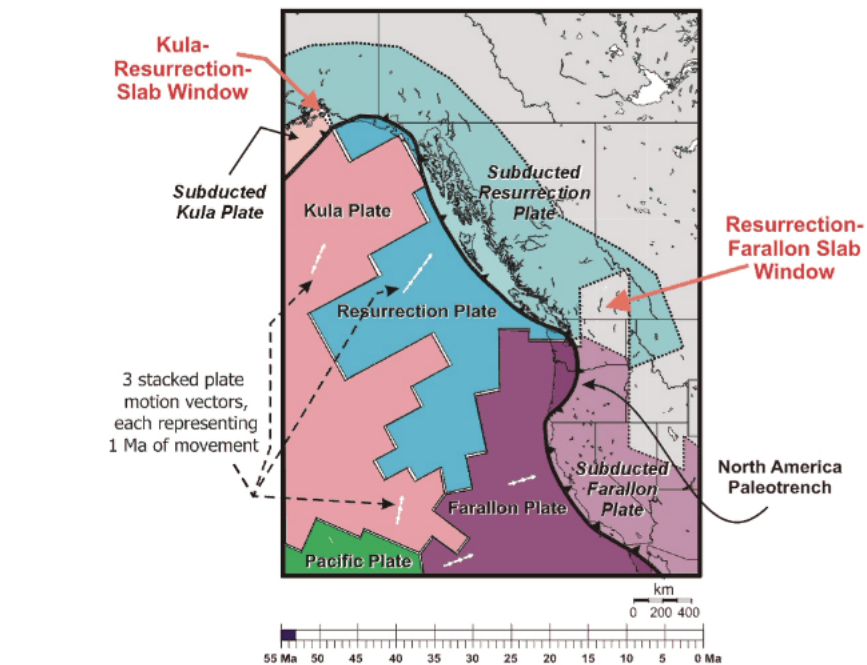 Kula-
Resurrection-
Slab Window
Subducted
Kula Plate
Kula Plate
Subducted
Resurrection
Plate
Resurrection-
Farallon Slab
Window
Resurrection Plate
3 stacked plate
motion vectors,
each representing
1 Ma of movement
Subducted
Farallon
Plate
North America
Paleotrench
Farallon Plate
Pacific Plate
km
0 200 400
55 Ma 50 45 40 35 30 25 20 15 10 5 0 Ma